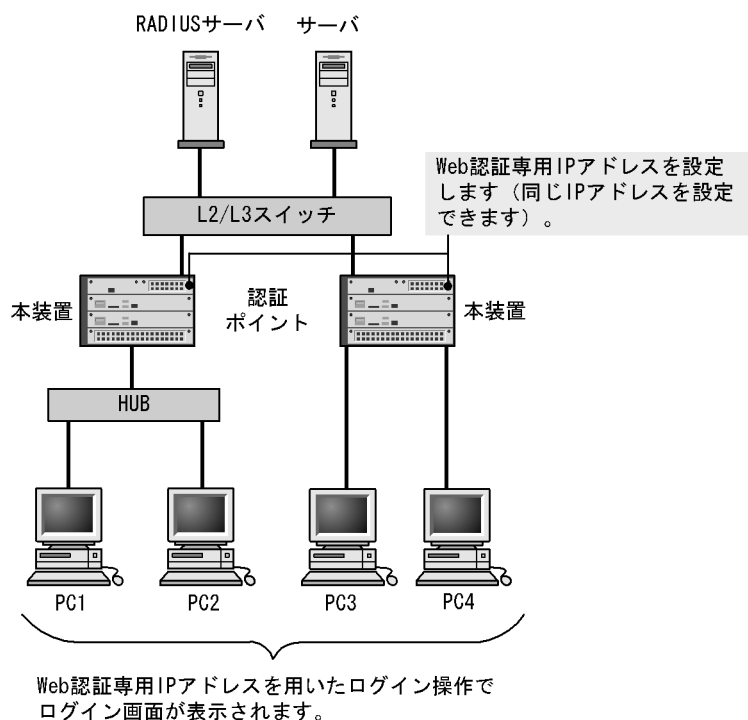 RADIUSサーバ
サーバ
Web認証専用IPアドレスを設定
します（同じIPアドレスを設定
できます）。
L2/L3スイッチ
本装置
認証
ポイント
本装置
HUB
PC1
PC2
PC3
PC4
Web認証専用IPアドレスを用いたログイン操作で
ログイン画面が表示されます。